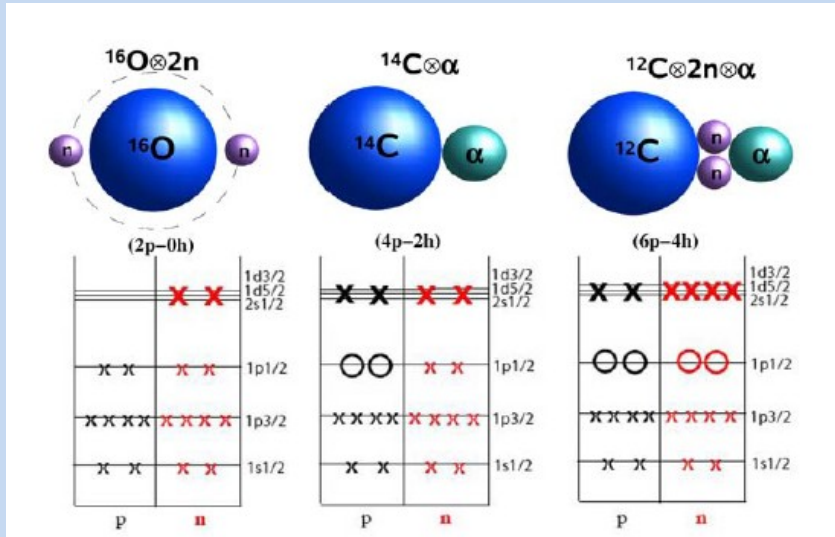 ¹⁶O⊗2n
n
¹⁶O
n
(2p−0h)
1d3/2
1d5/2
2s1/2
X X
x x
x x
1p1/2
x x x x
x x x x
1p3/2
x x
x x
1s1/2
p
n
¹⁴C⊗α
¹⁴C
α
(4p−2h)
1d3/2
1d5/2
2s1/2
X X
X X
x x
1p1/2
x x x x
x x x x
1p3/2
x x
x x
1s1/2
p
n
¹²C⊗2n⊗α
¹²C
n
n
α
(6p−4h)
1d3/2
1d5/2
2s1/2
X X
X X X X
1p1/2
x x x x
x x x x
1p3/2
x x
x x
1s1/2
p
n